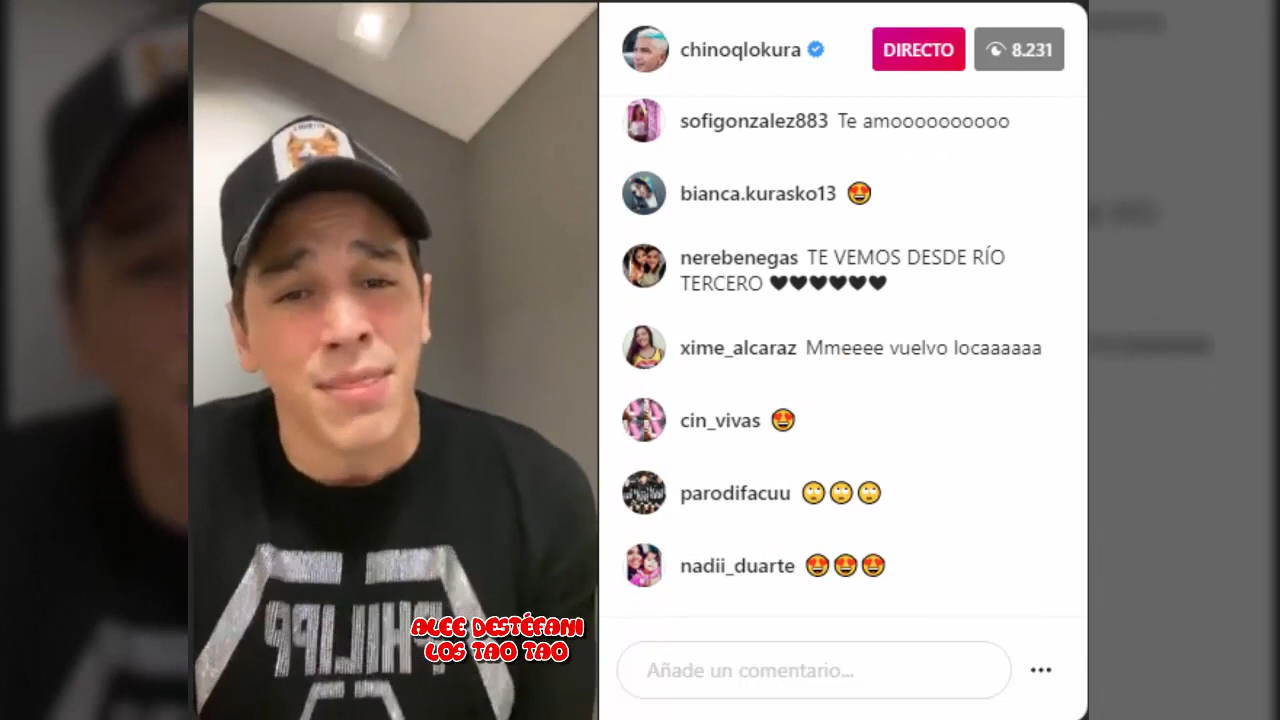 chinoqlokura
DIRECTO
8.231
sofigonzalez883 Te amoooooooooo
bianca.kurasko13 😍
nerebenegas TE VEMOS DESDE RÍO
TERCERO 🖤🖤🖤🖤🖤🖤
xime_alcaraz Mmeeee vuelvo locaaaaaa
cin_vivas 😍
parodifacuu 🙄🙄🙄
nadii_duarte 😍😍😍
Añade un comentario...
PHILIPP
ALEE DESTÉFANI
LOS TAO TAO